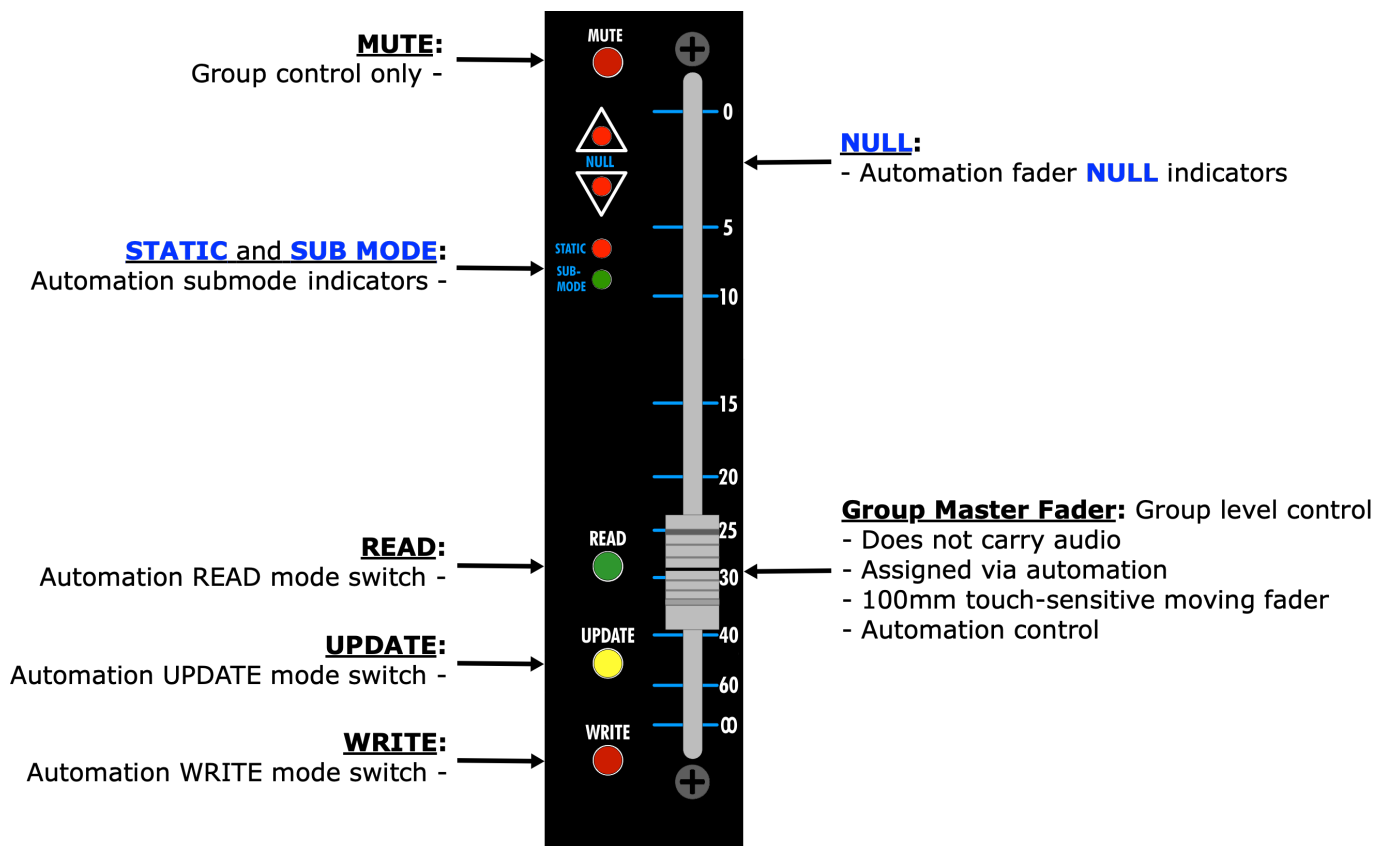 MUTE:
Group control only -
STATIC and SUB MODE:
Automation submode indicators -
READ:
Automation READ mode switch -
UPDATE:
Automation UPDATE mode switch -
WRITE:
Automation WRITE mode switch -
MUTE
NULL
STATIC
SUB-
MODE
READ
UPDATE
WRITE
0
5
10
15
20
25
30
40
60
∞
NULL:
- Automation fader NULL indicators
Group Master Fader: Group level control
- Does not carry audio
- Assigned via automation
- 100mm touch-sensitive moving fader
- Automation control